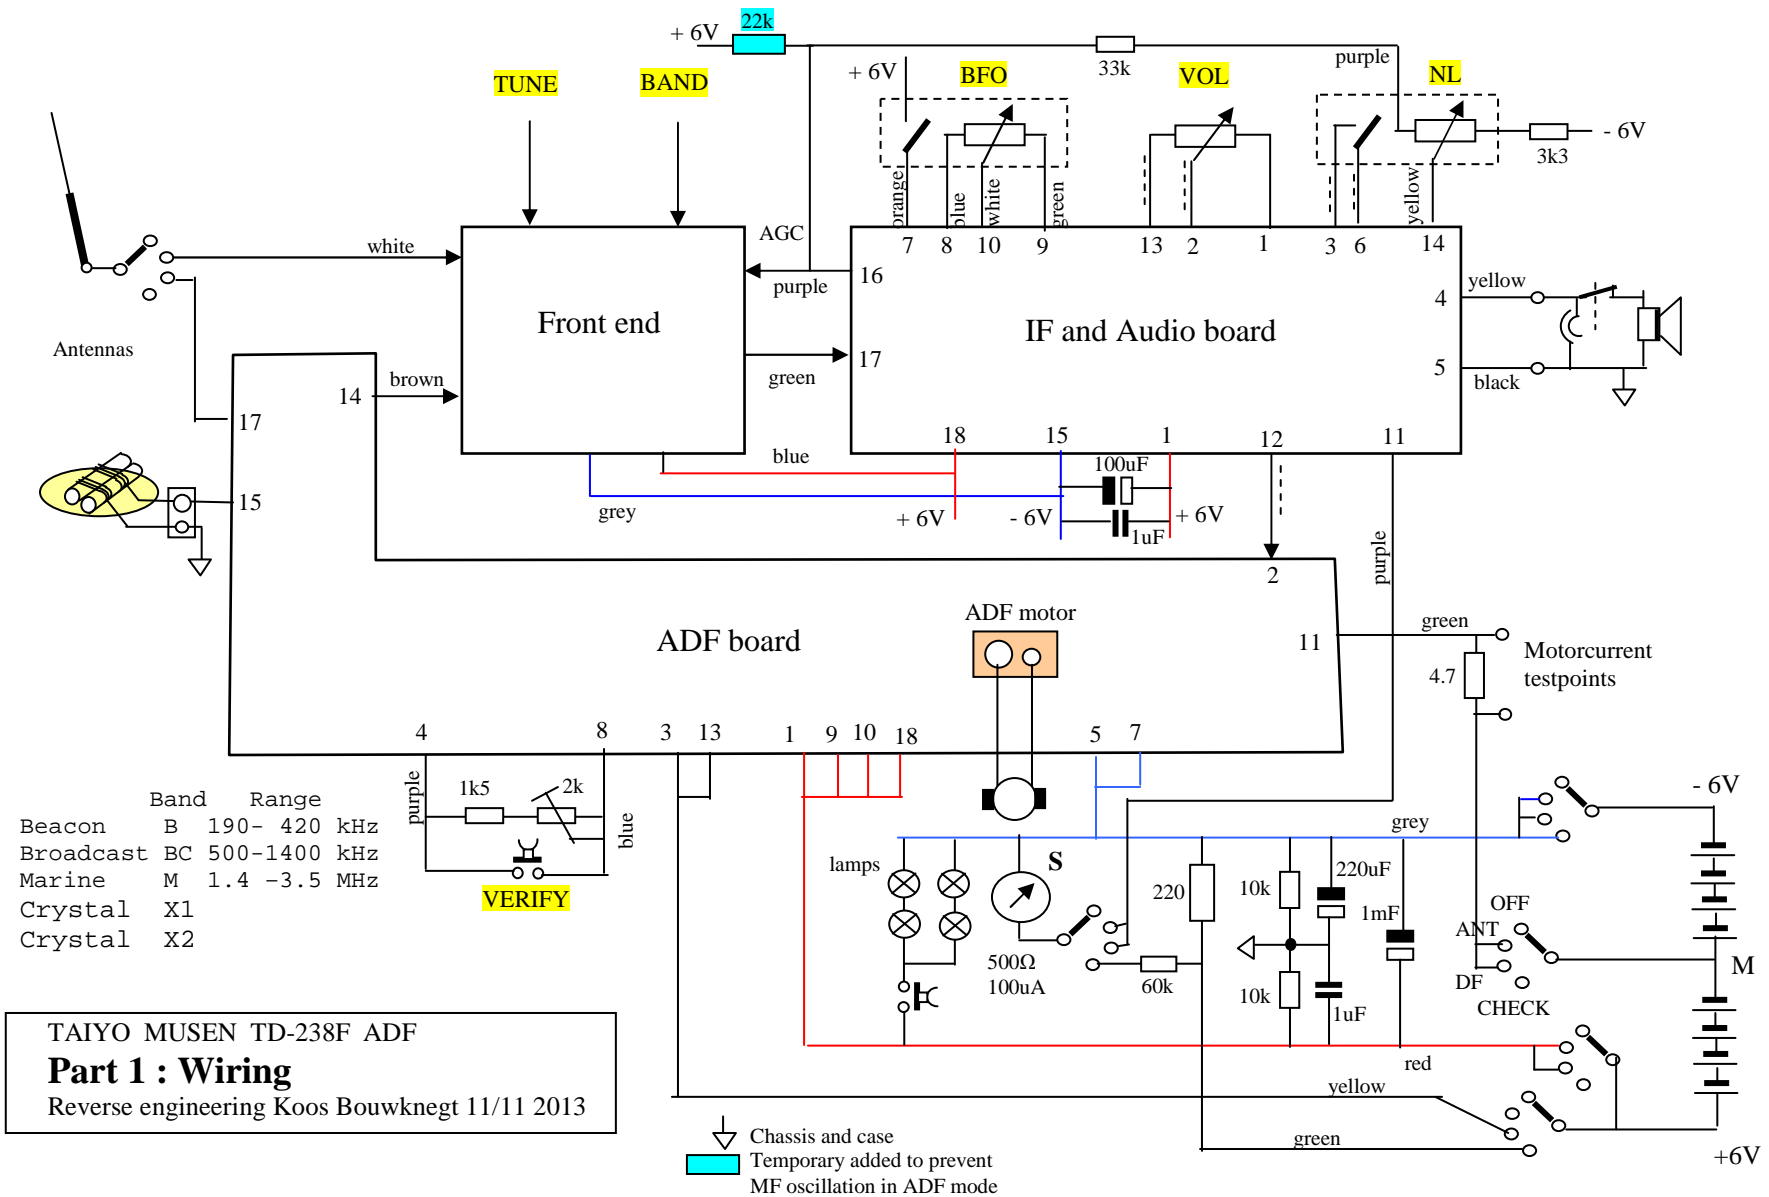 + 6V
22k
33k
purple
TUNE
BAND
+ 6V
BFO
VOL
NL
- 6V
3k3
orange
blue
white
green
yellow
white
AGC
7
8
10
9
13
2
1
3
6
14
purple
16
yellow
4
Front end
IF and Audio board
Antennas
17
5
green
black
14
brown
17
18
15
1
12
11
blue
100uF
15
grey
+ 6V
- 6V
1uF
+ 6V
purple
2
ADF motor
ADF board
green
11
Motorcurrent
testpoints
4.7
4
8
3
13
1
9
10
18
5
7
purple
1k5
2k
blue
VERIFY
Band Range
Beacon B 190- 420 kHz
Broadcast BC 500-1400 kHz
Marine M 1.4 –3.5 MHz
Crystal X1
Crystal X2
- 6V
grey
lamps
S
220
10k
220uF
1mF
OFF
ANT
500Ω
100uA
60k
10k
1uF
DF
CHECK
M
red
yellow
green
+6V
TAIYO MUSEN TD-238F ADF
Part 1 : Wiring
Reverse engineering Koos Bouwknegt 11/11 2013
Chassis and case
Temporary added to prevent
MF oscillation in ADF mode